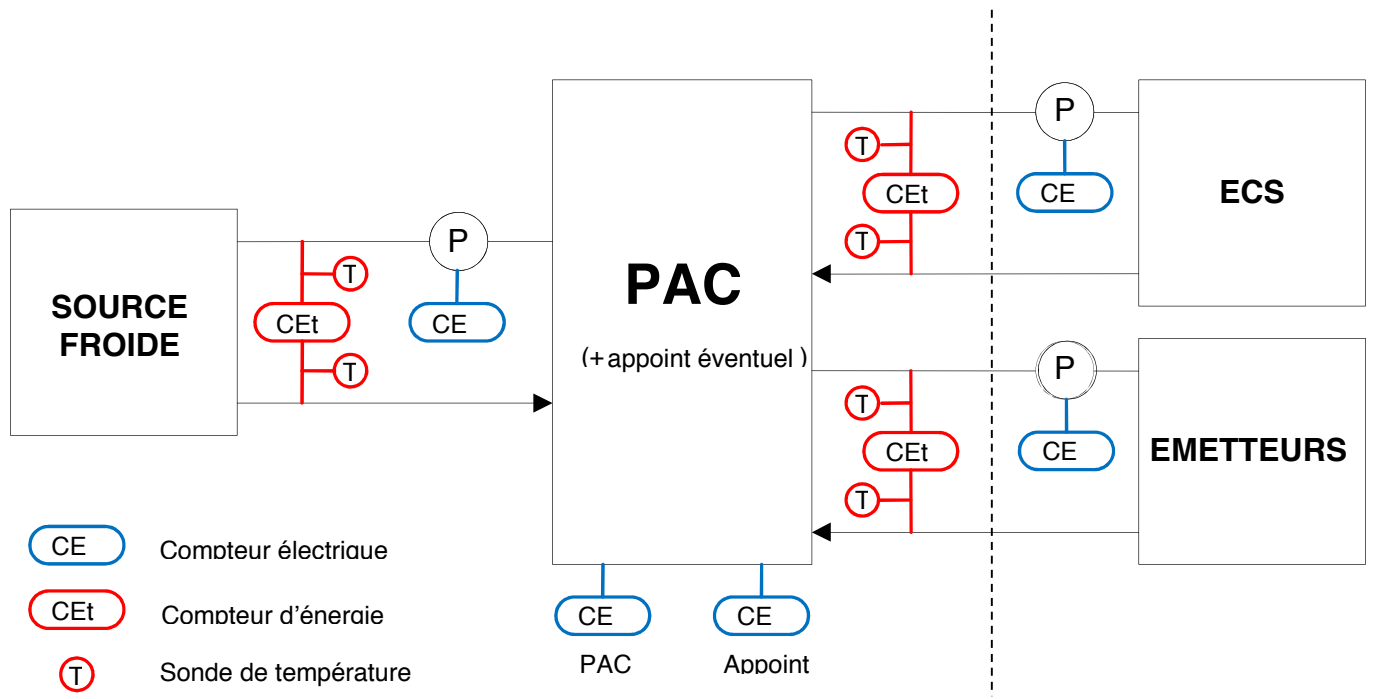 P
T
CEt
CE
ECS
T
SOURCE
FROIDE
T
CEt
T
P
CE
PAC
(+ appoint éventuel )
P
T
CEt
CE
EMETTEURS
T
CE
Compteur électrique
CEt
Compteur d'énergie
T
Sonde de température
CE
PAC
CE
Appoint